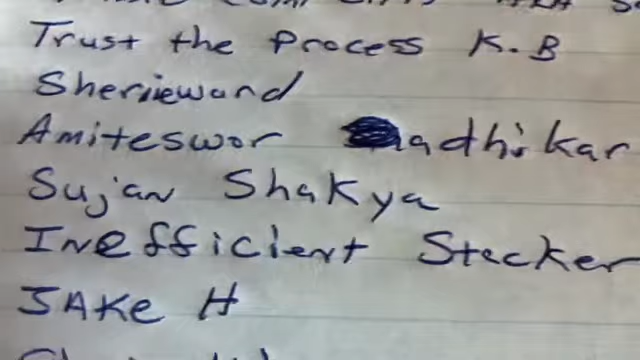 Trust the Process K.B
Sheriewand
Amiteswor adhikar
Sujan Shakya
Inefficient Stecker
JAKe H